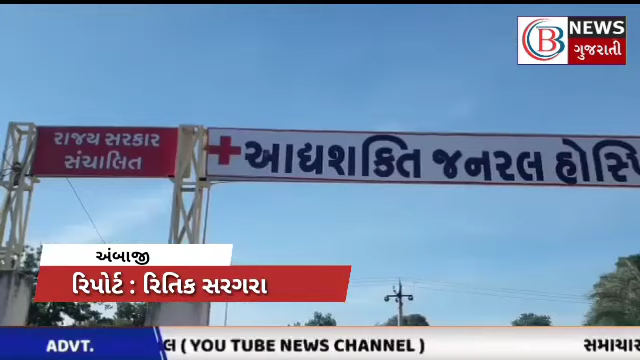 B NEWS
ગુજરાતી
રાજ્ય સરકાર
સંચાલિત
આદ્યશક્તિ જનરલ હોસ્પિ
અંબાજી
રિપોર્ટ : રિતિક સરગરા
ADVT. લ ( YOU TUBE NEWS CHANNEL ) સમાચાર